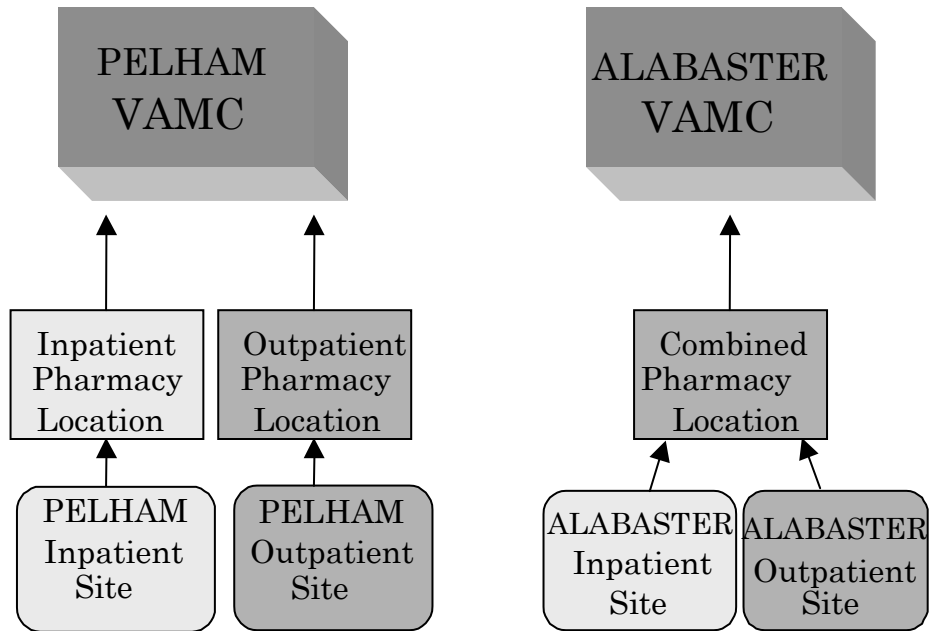 PELHAM
VAMC
ALABASTER
VAMC
Inpatient
Pharmacy
Location
Outpatient
Pharmacy
Location
Combined
Pharmacy
Location
PELHAM
Inpatient
Site
PELHAM
Outpatient
Site
ALABASTER
Inpatient
Site
ALABASTER
Outpatient
Site